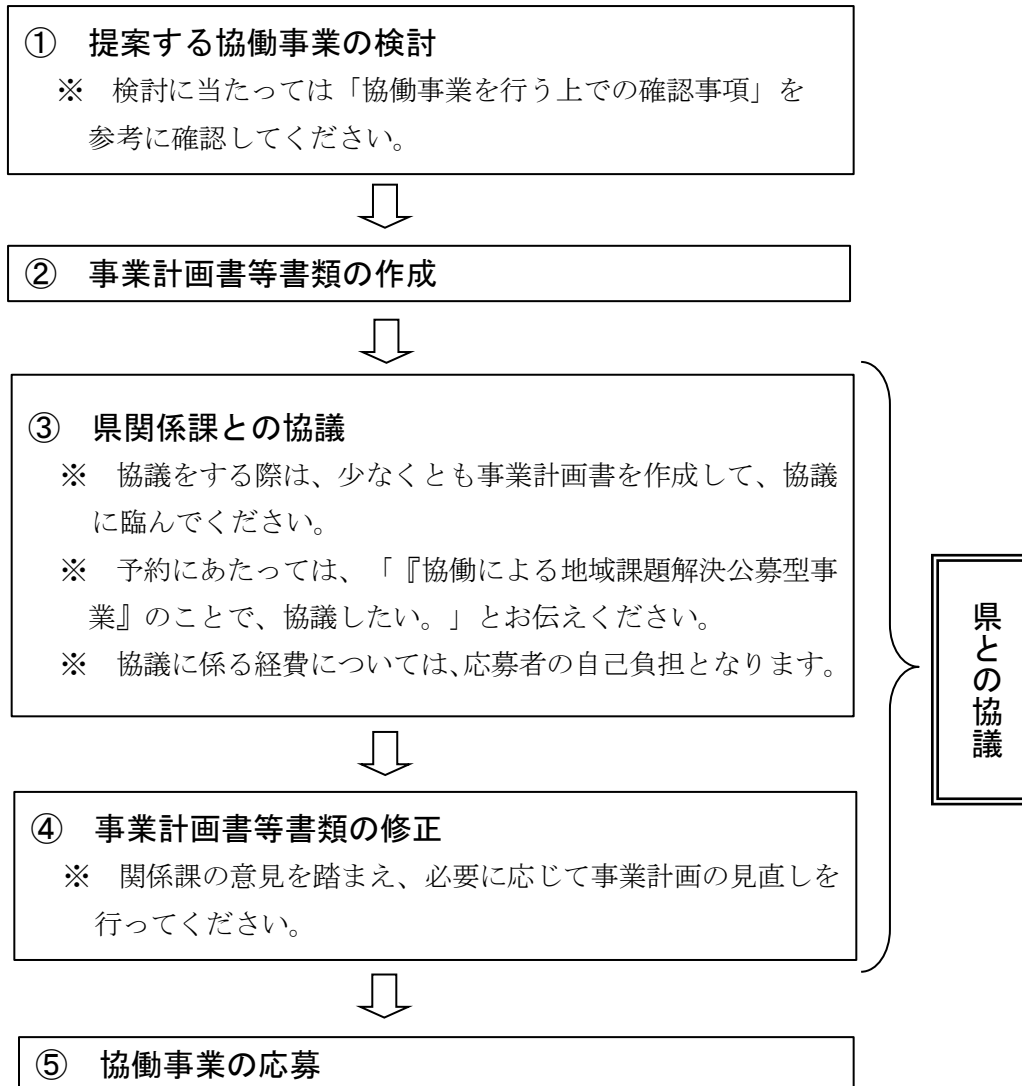 ① 提案する協働事業の検討
※ 検討に当たっては「協働事業を行う上での確認事項」を
参考に確認してください。
② 事業計画書等書類の作成
③ 県関係課との協議
※ 協議をする際は、少なくとも事業計画書を作成して、協議
に臨んでください。
※ 予約にあたっては、「『協働による地域課題解決公募型事
業』のことで、協議したい。」とお伝えください。
※ 協議に係る経費については、応募者の自己負担となります。
県との協議
④ 事業計画書等書類の修正
※ 関係課の意見を踏まえ、必要に応じて事業計画の見直しを
行ってください。
⑤ 協働事業の応募